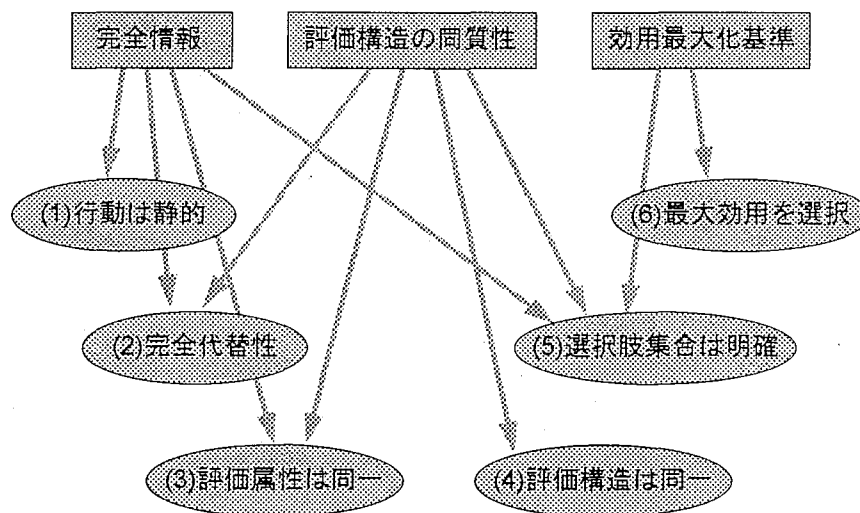 完全情報
評価構造の同質性
効用最大化基準
(1)行動は静的
(6)最大効用を選択
(2)完全代替性
(5)選択肢集合は明確
(3)評価属性は同一
(4)評価構造は同一